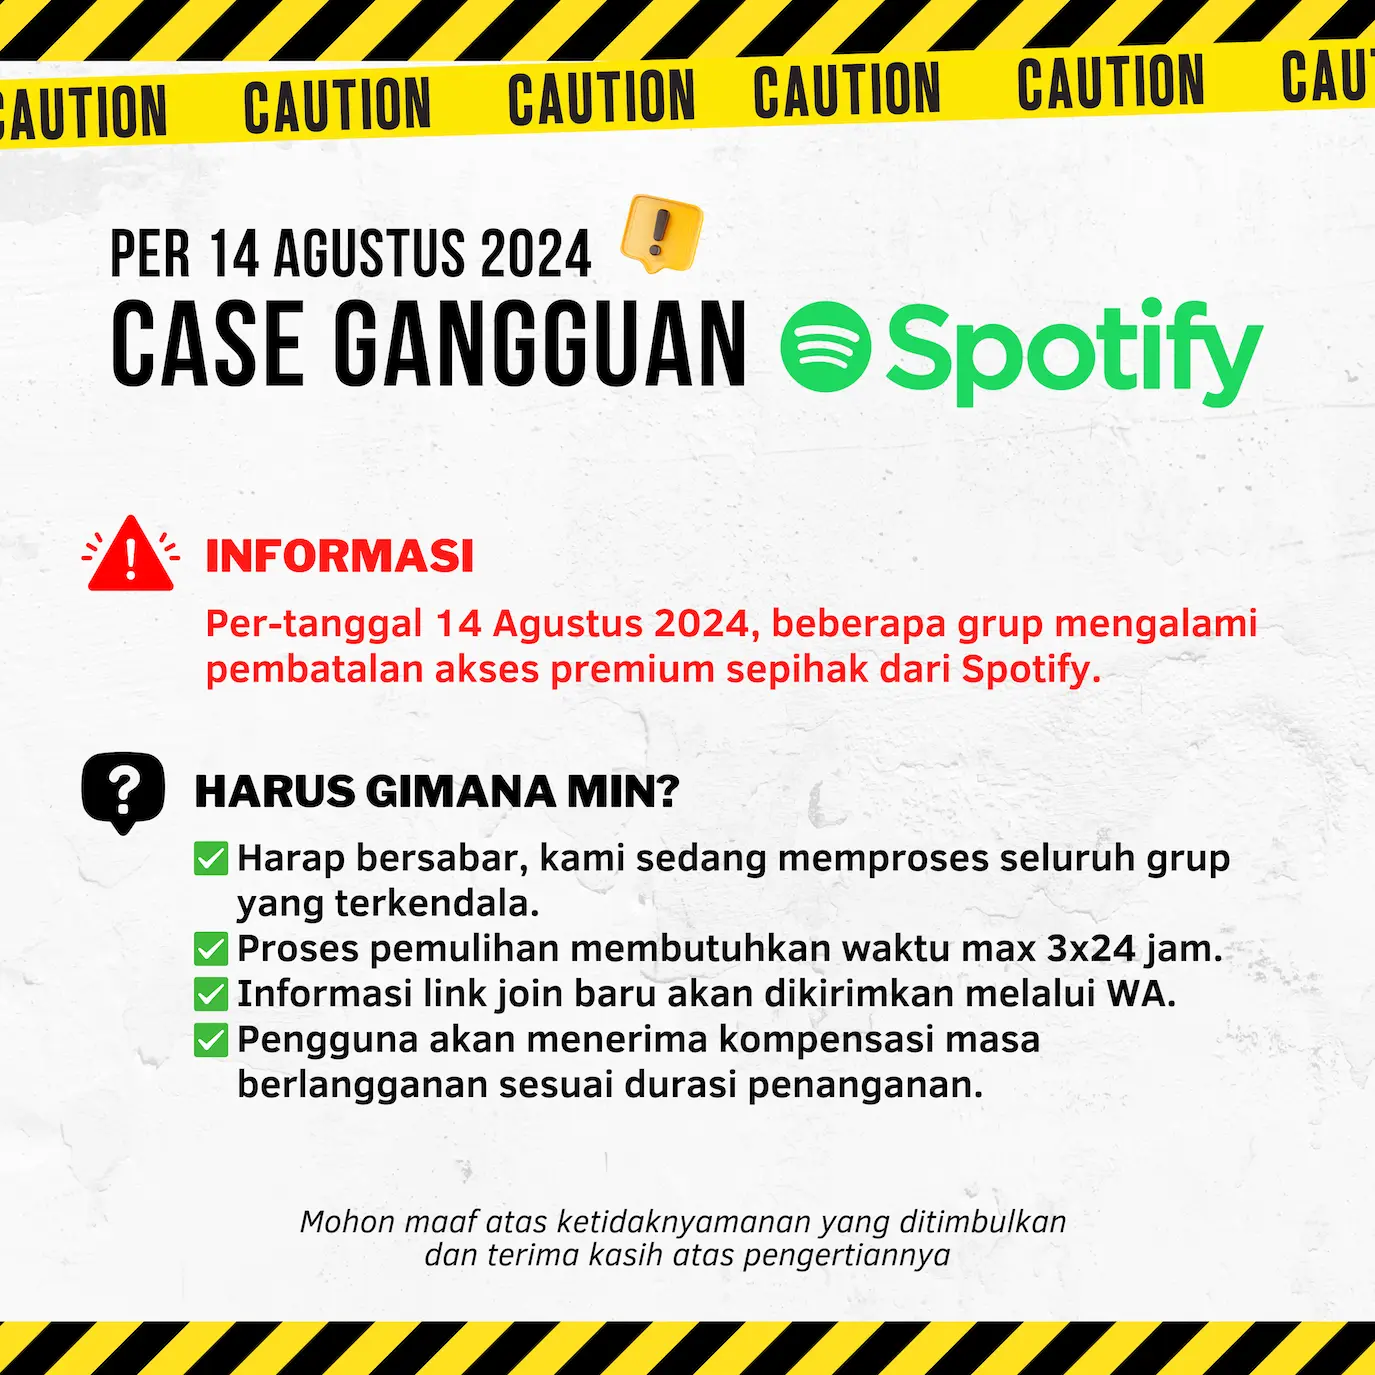 CAUTION CAUTION CAUTION CAUTION CAUTION CAUT
PER 14 AGUSTUS 2024
CASE GANGGUAN Spotify
INFORMASI
Per-tanggal 14 Agustus 2024, beberapa grup mengalami
pembatalan akses premium sepihak dari Spotify.
HARUS GIMANA MIN?
Harap bersabar, kami sedang memproses seluruh grup
yang terkendala.
Proses pemulihan membutuhkan waktu max 3x24 jam.
Informasi link join baru akan dikirimkan melalui WA.
Pengguna akan menerima kompensasi masa
berlangganan sesuai durasi penanganan.
Mohon maaf atas ketidaknyamanan yang ditimbulkan
dan terima kasih atas pengertiannya